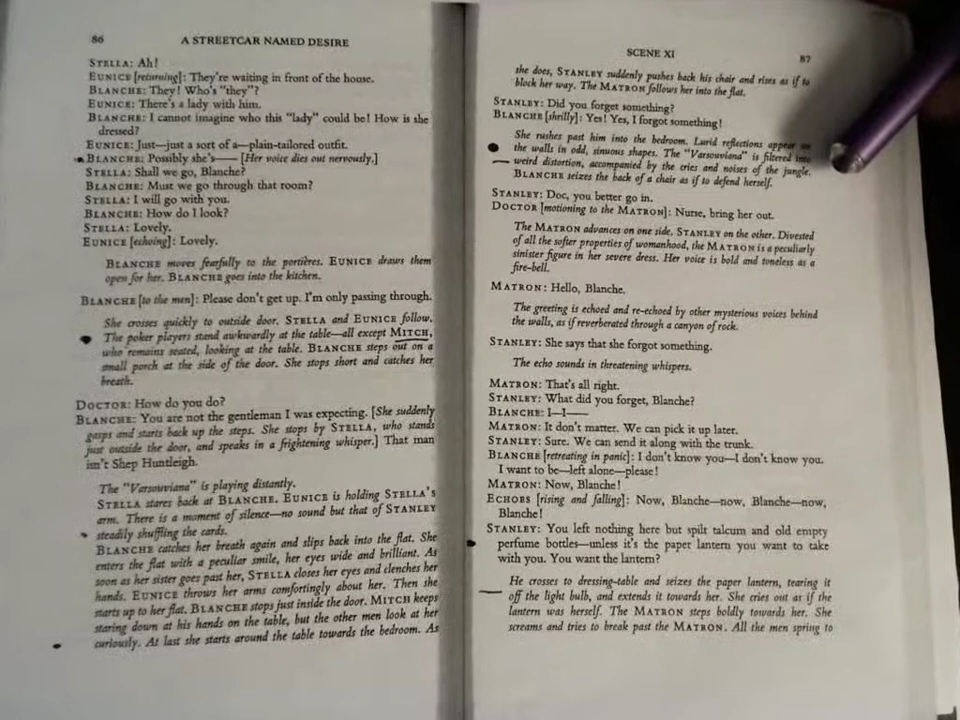 86
A STREETCAR NAMED DESIRE
STELLA: Ah!
EUNICE [returning]: They're waiting in front of the house.
BLANCHE: They! Who's "they"?
EUNICE: There's a lady with him.
BLANCHE: I cannot imagine who this "lady" could be! How is she
dressed?
EUNICE: Just—just a sort of a—plain-tailored outfit.
BLANCHE: Possibly she's—— [Her voice dies out nervously.]
STELLA: Shall we go, Blanche?
BLANCHE: Must we go through that room?
STELLA: I will go with you.
BLANCHE: How do I look?
STELLA: Lovely.
EUNICE [echoing]: Lovely.
BLANCHE moves fearfully to the portières. EUNICE draws them
open for her. BLANCHE goes into the kitchen.
BLANCHE [to the men]: Please don't get up. I'm only passing through.
She crosses quickly to outside door. STELLA and EUNICE follow.
The poker players stand awkwardly at the table—all except MITCH,
who remains seated, looking at the table. BLANCHE steps out on a
small porch at the side of the door. She stops short and catches her
breath.
DOCTOR: How do you do?
BLANCHE: You are not the gentleman I was expecting. [She suddenly
gasps and starts back up the steps. She stops by STELLA, who stands
just outside the door, and speaks in a frightening whisper.] That man
isn't Shep Huntleigh.
The "Varsouviana" is playing distantly.
STELLA stares back at BLANCHE. EUNICE is holding STELLA'S
arm. There is a moment of silence—no sound but that of STANLEY
steadily shuffling the cards.
BLANCHE catches her breath again and slips back into the flat. She
enters the flat with a peculiar smile, her eyes wide and brilliant. As
soon as her sister goes past her, STELLA closes her eyes and clenches her
hands. EUNICE throws her arms comfortingly about her. Then she
starts up to her flat. BLANCHE stops just inside the door. MITCH keeps
staring down at his hands on the table, but the other men look at her
curiously. At last she starts around the table towards the bedroom. As
SCENE XI
87
she does, STANLEY suddenly pushes back his chair and rises as if to
block her way. The MATRON follows her into the flat.
STANLEY: Did you forget something?
BLANCHE [shrilly]: Yes! Yes, I forgot something!
She rushes past him into the bedroom. Lurid reflections appear on
the walls in odd, sinuous shapes. The "Varsouviana" is filtered into
weird distortion, accompanied by the cries and noises of the jungle.
BLANCHE seizes the back of a chair as if to defend herself.
STANLEY: Doc, you better go in.
DOCTOR [motioning to the MATRON]: Nurse, bring her out.
The MATRON advances on one side, STANLEY on the other. Divested
of all the softer properties of womanhood, the MATRON is a peculiarly
sinister figure in her severe dress. Her voice is bold and toneless as a
fire-bell.
MATRON: Hello, Blanche.
The greeting is echoed and re-echoed by other mysterious voices behind
the walls, as if reverberated through a canyon of rock.
STANLEY: She says that she forgot something.
The echo sounds in threatening whispers.
MATRON: That's all right.
STANLEY: What did you forget, Blanche?
BLANCHE: I—I——
MATRON: It don't matter. We can pick it up later.
STANLEY: Sure. We can send it along with the trunk.
BLANCHE [retreating in panic]: I don't know you—I don't know you.
I want to be—left alone—please!
MATRON: Now, Blanche!
ECHOES [rising and falling]: Now, Blanche—now, Blanche—now,
Blanche!
STANLEY: You left nothing here but spilt talcum and old empty
perfume bottles—unless it's the paper lantern you want to take
with you. You want the lantern?
He crosses to dressing-table and seizes the paper lantern, tearing it
off the light bulb, and extends it towards her. She cries out as if the
lantern was herself. The MATRON steps boldly towards her. She
screams and tries to break past the MATRON. All the men spring to